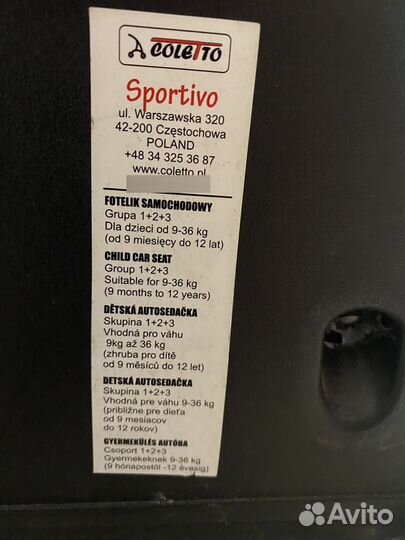 COLETTO
Sportivo
ul. Warszawska 320
42-200 Częstochowa
POLAND
+48 34 325 36 87
www.coletto.pl
FOTELIK SAMOCHODOWY
Grupa 1+2+3
Dla dzieci od 9-36 kg
(od 9 miesięcy do 12 lat)
CHILD CAR SEAT
Group 1+2+3
Suitable for 9-36 kg
(9 months to 12 years)
DĚTSKÁ AUTOSEDAČKA
Skupina 1+2+3
Vhodná pro váhu
9kg až 36 kg
(zhruba pro dítě
od 9 měsíců do 12 let)
DETSKÁ AUTOSEDAČKA
Skupina 1+2+3
Vhodná pre váhu 9-36 kg
(približne pre dieťa
od 9 mesiacov
do 12 rokov)
GYERMEKÜLÉS AUTÓBA
Csoport 1+2+3
Gyermekeknek 9-36 kg
(9 hónapostól -12 évesig)
Avito